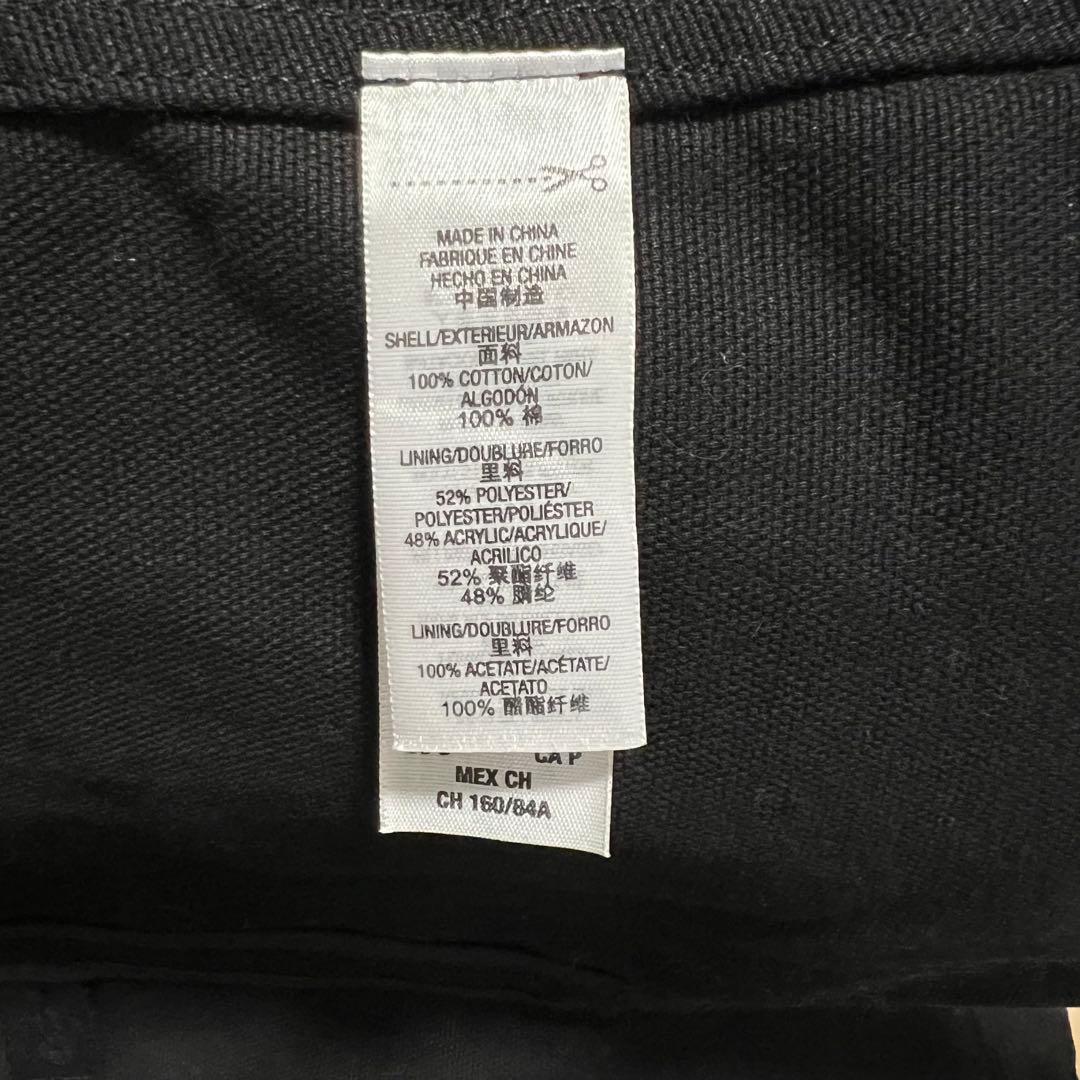 MADE IN CHINA
FABRIQUE EN CHINE
HECHO EN CHINA
中国制造
SHELL/EXTERIEUR/ARMAZON
面料
100% COTTON/COTON/
ALGODÓN
100% 棉
LINING/DOUBLURE/FORRO
里料
52% POLYESTER/
POLYESTER/POLIÉSTER
48% ACRYLIC/ACRYLIQUE/
ACRILICO
52% 聚酯纤维
48% 腈纶
LINING/DOUBLURE/FORRO
里料
100% ACETATE/ACÉTATE/
ACETATO
100% 醋酯纤维
CA P
MEX CH
CH 160/84A